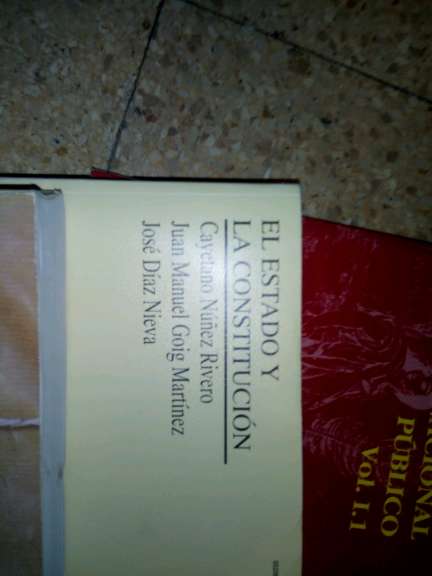 EL ESTADO Y
LA CONSTITUCIÓN
Cayetano Núñez Rivero
Juan Manuel Goig Martínez
José Díaz Nieva
PÚBLICO
Vol. I.1